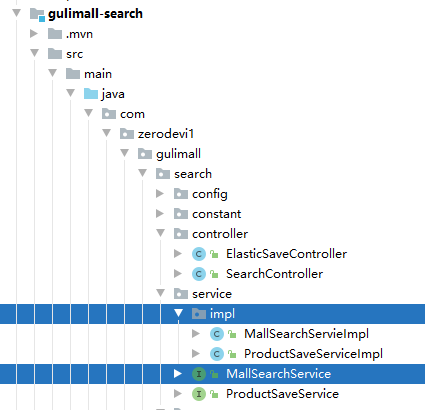 gulimall-search
.mvn
src
main
java
com
zerodevi1
gulimall
search
config
constant
controller
C ElasticSaveController
C SearchController
service
impl
C MallSearchServieImpl
C ProductSaveServiceImpl
I MallSearchService
I ProductSaveService